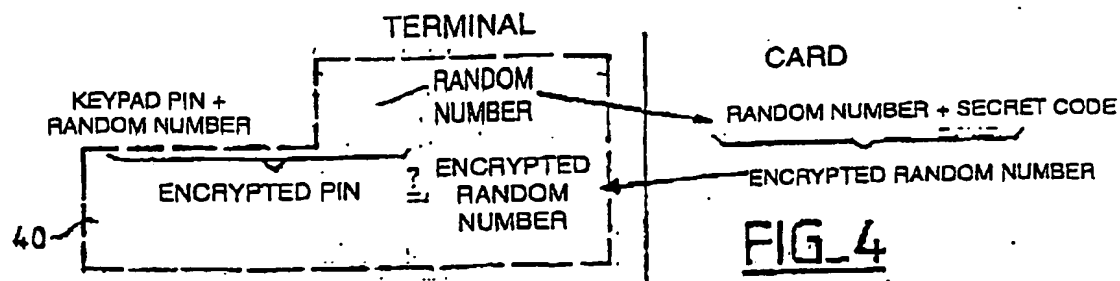 TERMINAL
CARD
KEYPAD PIN +
RANDOM NUMBER
RANDOM
NUMBER
RANDOM NUMBER + SECRET CODE
ENCRYPTED PIN
?
=
ENCRYPTED
RANDOM
NUMBER
ENCRYPTED RANDOM NUMBER
40
FIG_4